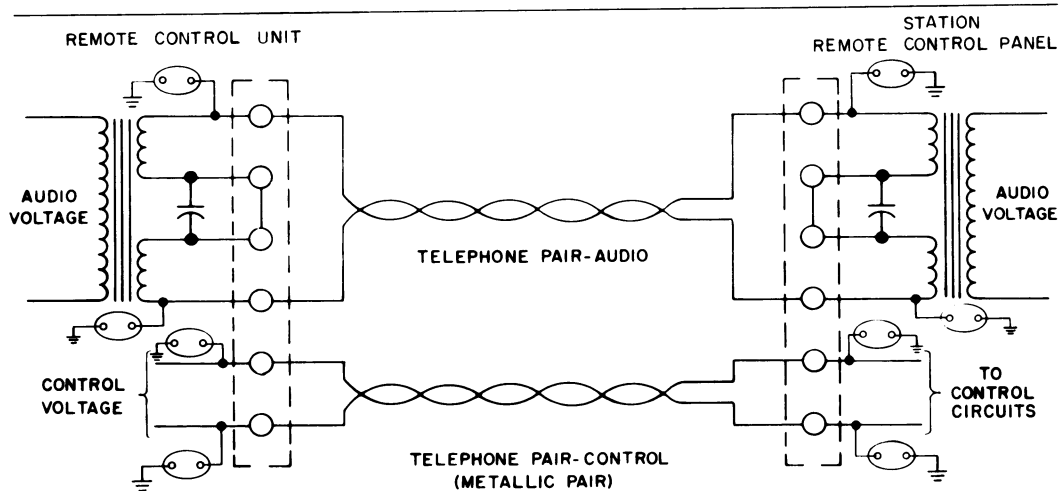 REMOTE CONTROL UNIT
STATION
REMOTE CONTROL PANEL
AUDIO
VOLTAGE
TELEPHONE PAIR-AUDIO
AUDIO
VOLTAGE
CONTROL
VOLTAGE
TELEPHONE PAIR-CONTROL
(METALLIC PAIR)
TO
CONTROL
CIRCUITS